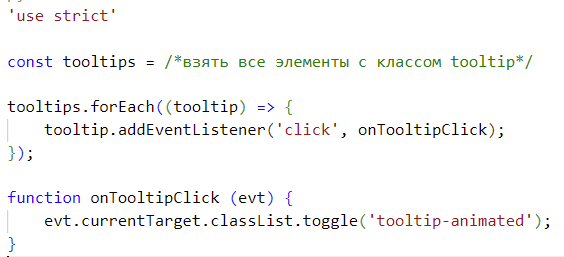 'use strict'
const tooltips = /*взять все элементы с классом tooltip*/
tooltips.forEach((tooltip) => {
    tooltip.addEventListener('click', onTooltipClick);
});
function onTooltipClick (evt) {
    evt.currentTarget.classList.toggle('tooltip-animated');
}